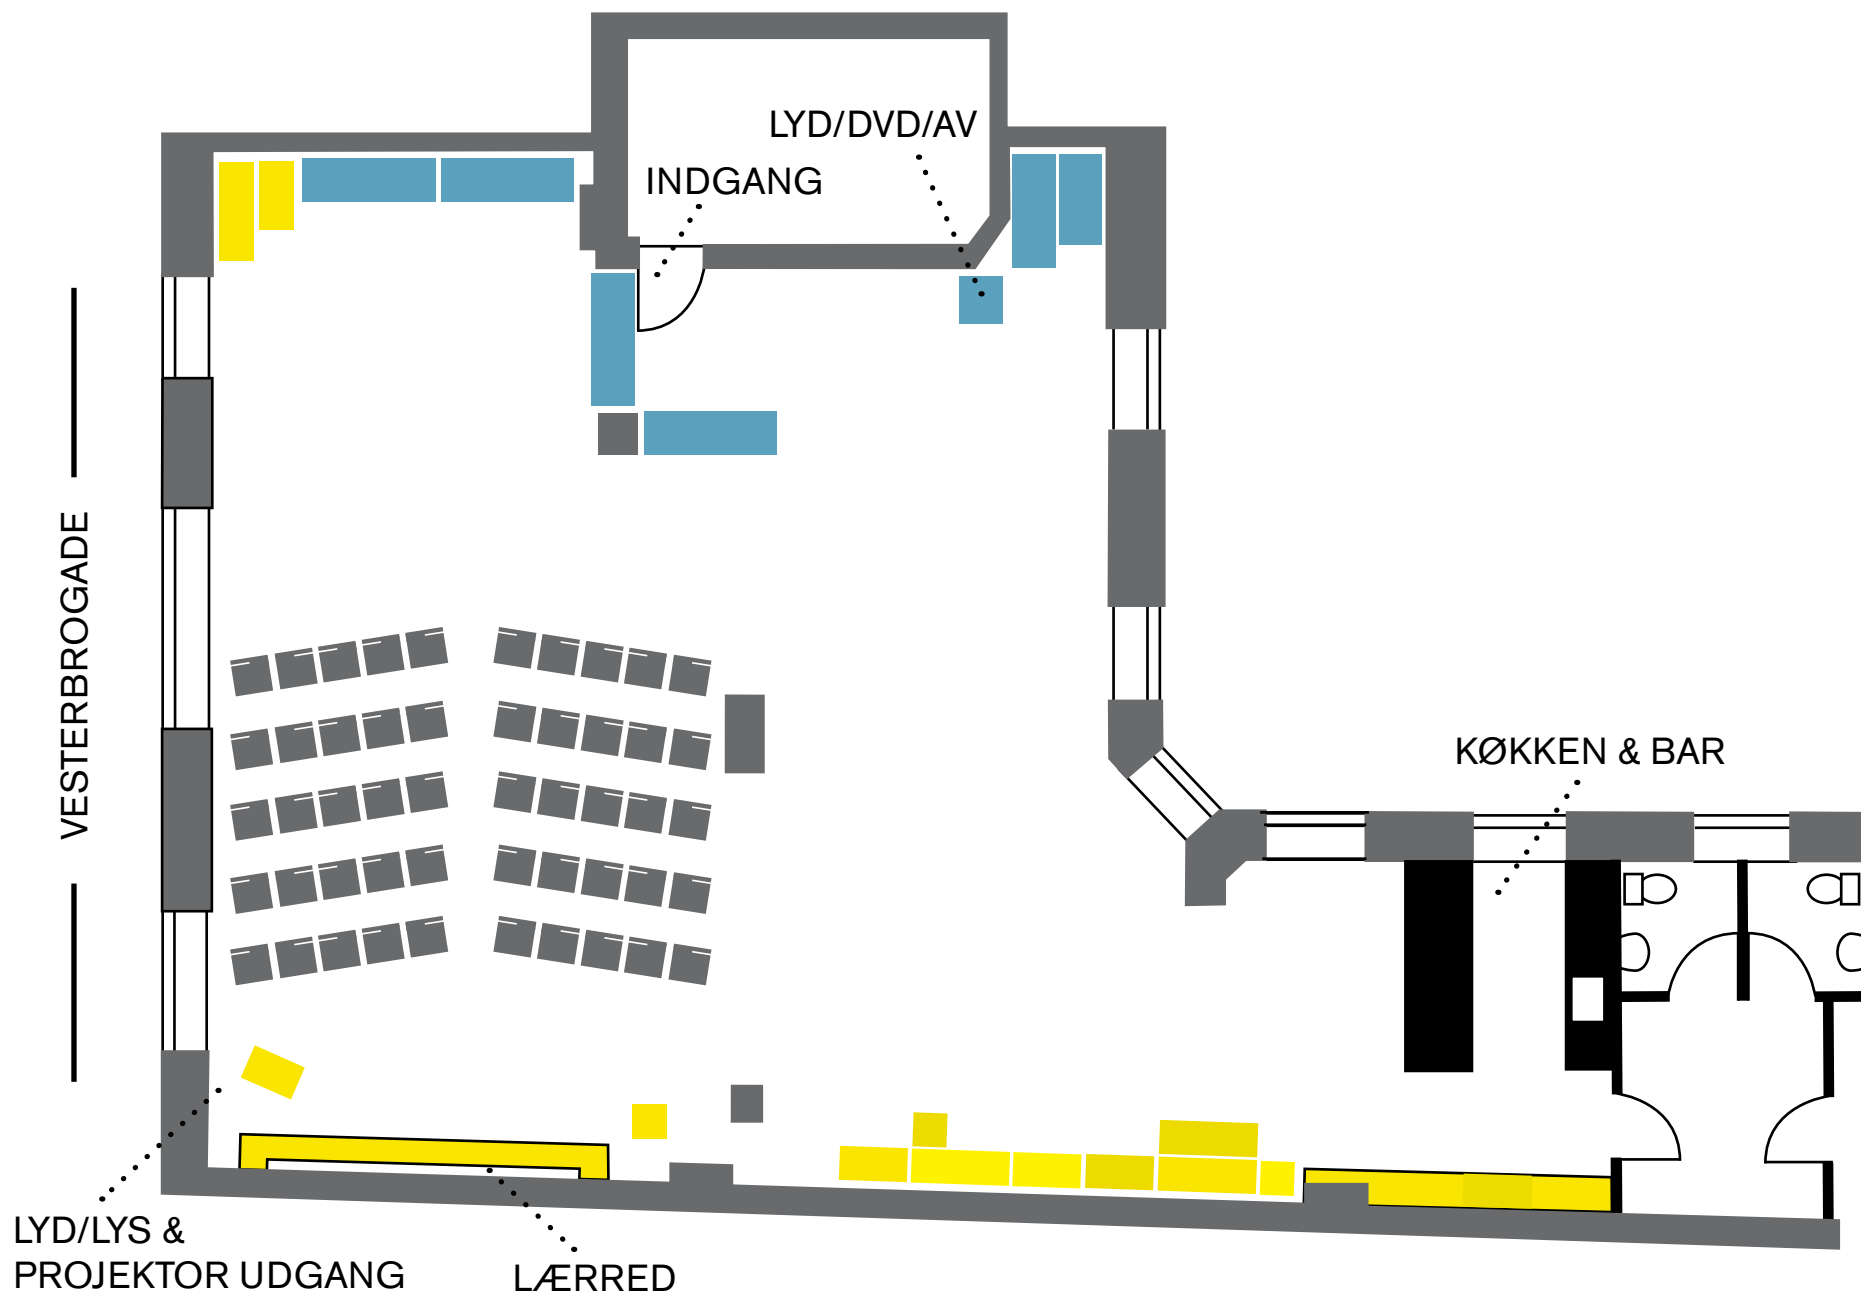 LYD/DVD/AV
INDGANG
VESTERBROGADE
KØKKEN & BAR
LYD/LYS &
PROJEKTOR UDGANG
LÆRRED